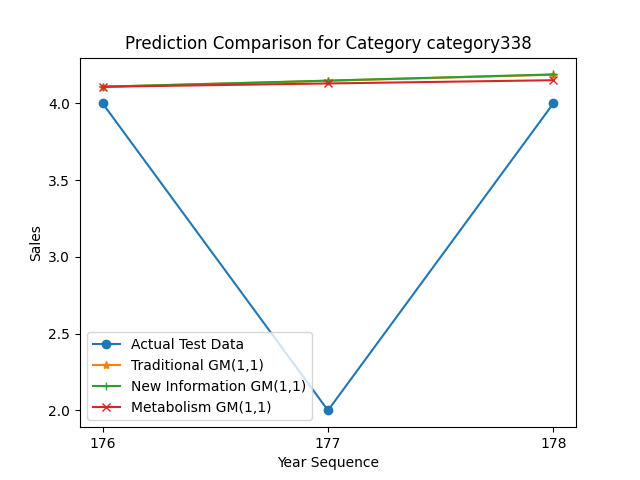 Prediction Comparison for Category category338
Sales
4.0
3.5
3.0
2.5
2.0
Actual Test Data
Traditional GM(1,1)
New Information GM(1,1)
Metabolism GM(1,1)
176
177
178
Year Sequence